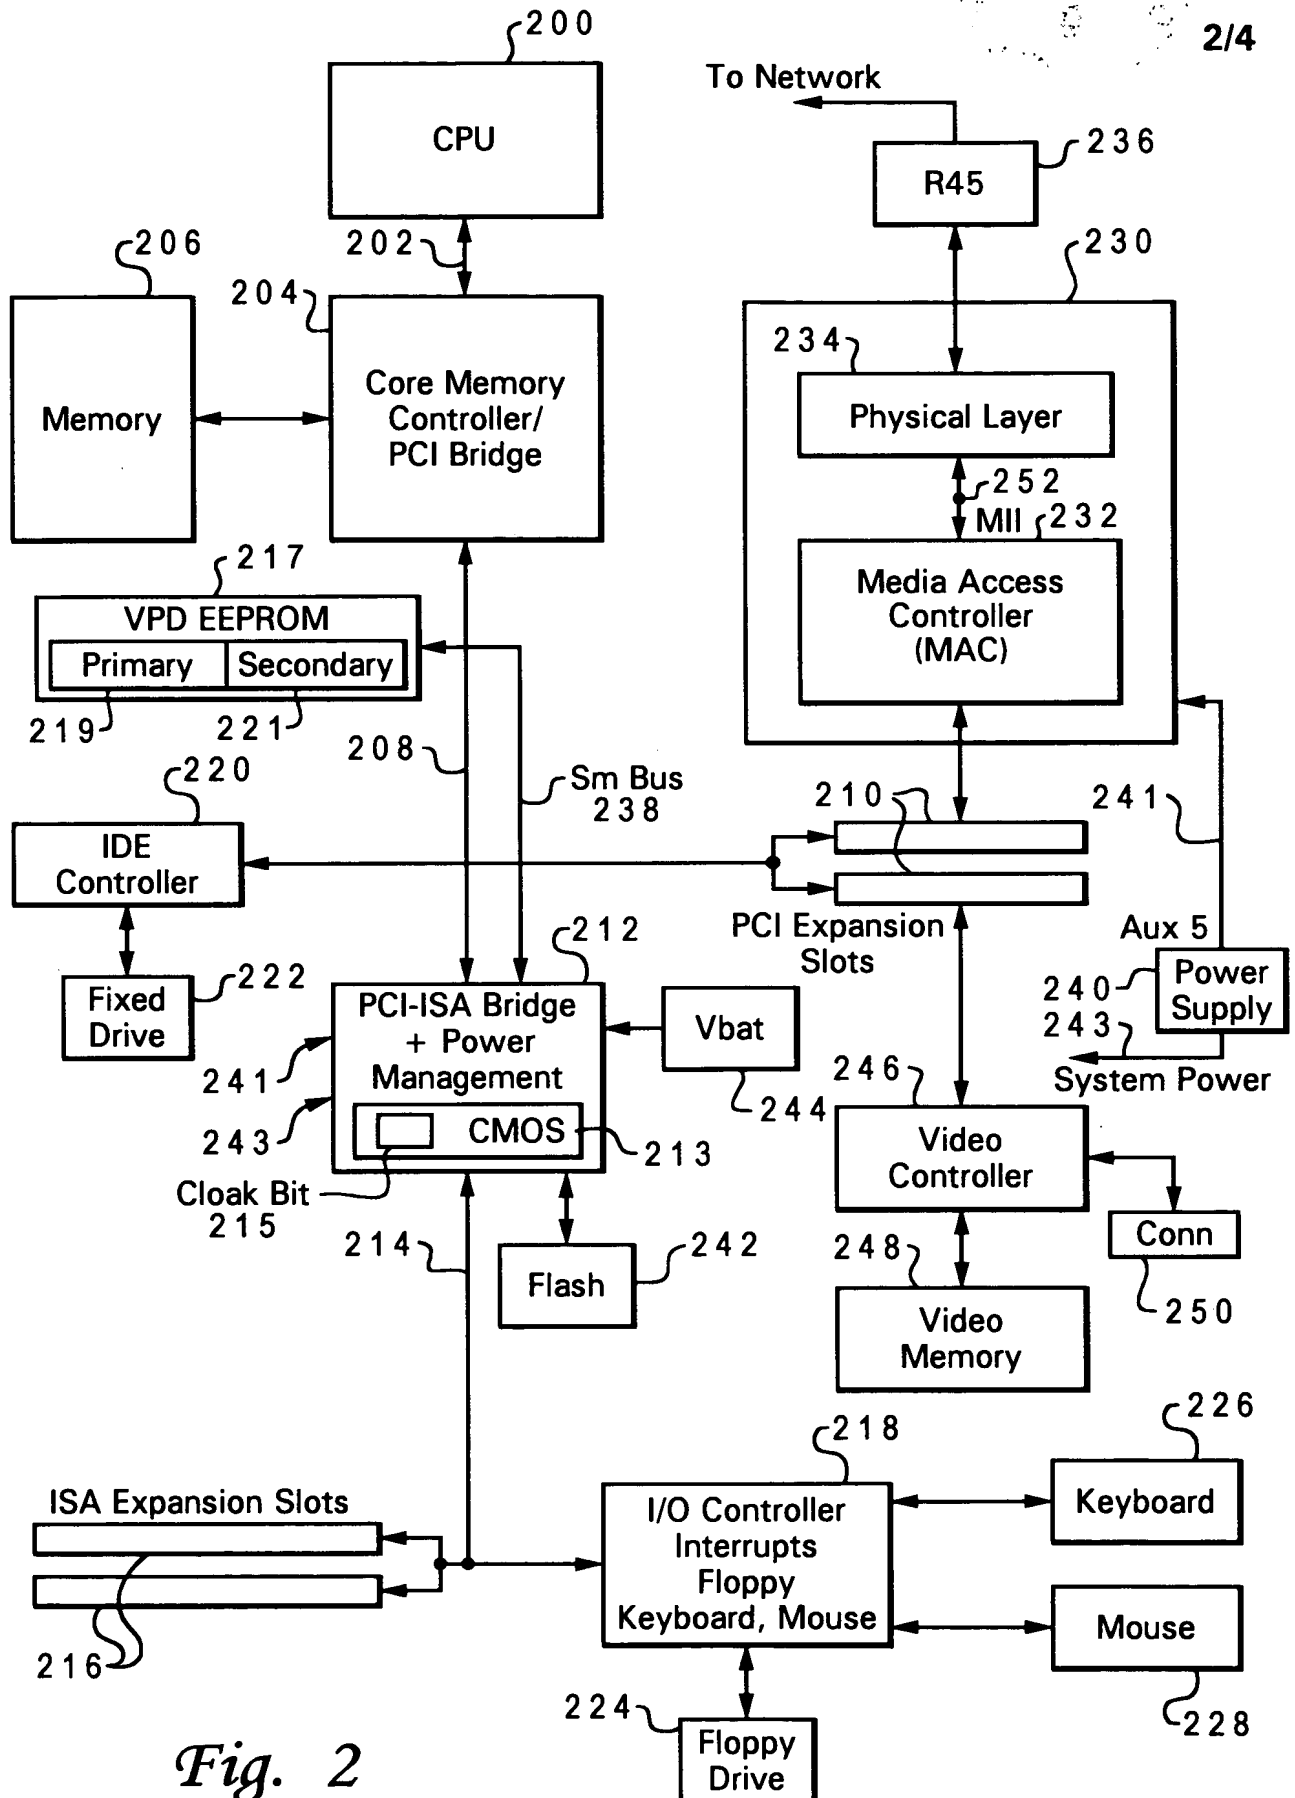 2/4
200
CPU
To Network
236
R45
202
206
204
230
Memory
Core Memory
Controller/
PCI Bridge
234
Physical Layer
252
MII
232
Media Access
Controller
(MAC)
217
VPD EEPROM
Primary
Secondary
219
221
208
Sm Bus
238
220
IDE
Controller
210
241
PCI Expansion
Slots
Aux 5
222
Fixed
Drive
212
PCI-ISA Bridge
+ Power
Management
241
243
CMOS
213
Cloak Bit
215
Vbat
244
240
Power
Supply
243
System Power
246
Video
Controller
Conn
250
248
Video
Memory
214
242
Flash
ISA Expansion Slots
216
218
I/O Controller
Interrupts
Floppy
Keyboard, Mouse
226
Keyboard
Mouse
228
224
Floppy
Drive
Fig. 2